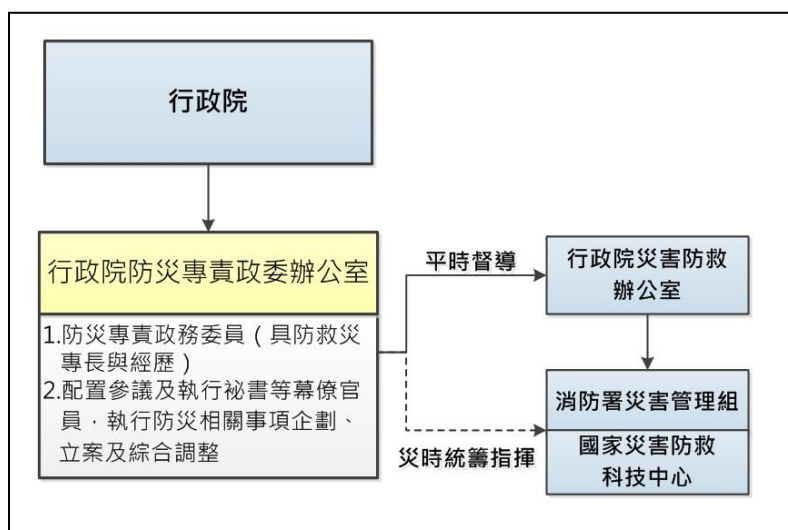 行政院
行政院防災專責政委辦公室
1.防災專責政務委員（具防救災
專長與經歷）
2.配置參議及執行祕書等幕僚官
員，執行防災相關事項企劃、
立案及綜合調整
平時督導
行政院災害防救
辦公室
災時統籌指揮
消防署災害管理組
國家災害防救
科技中心